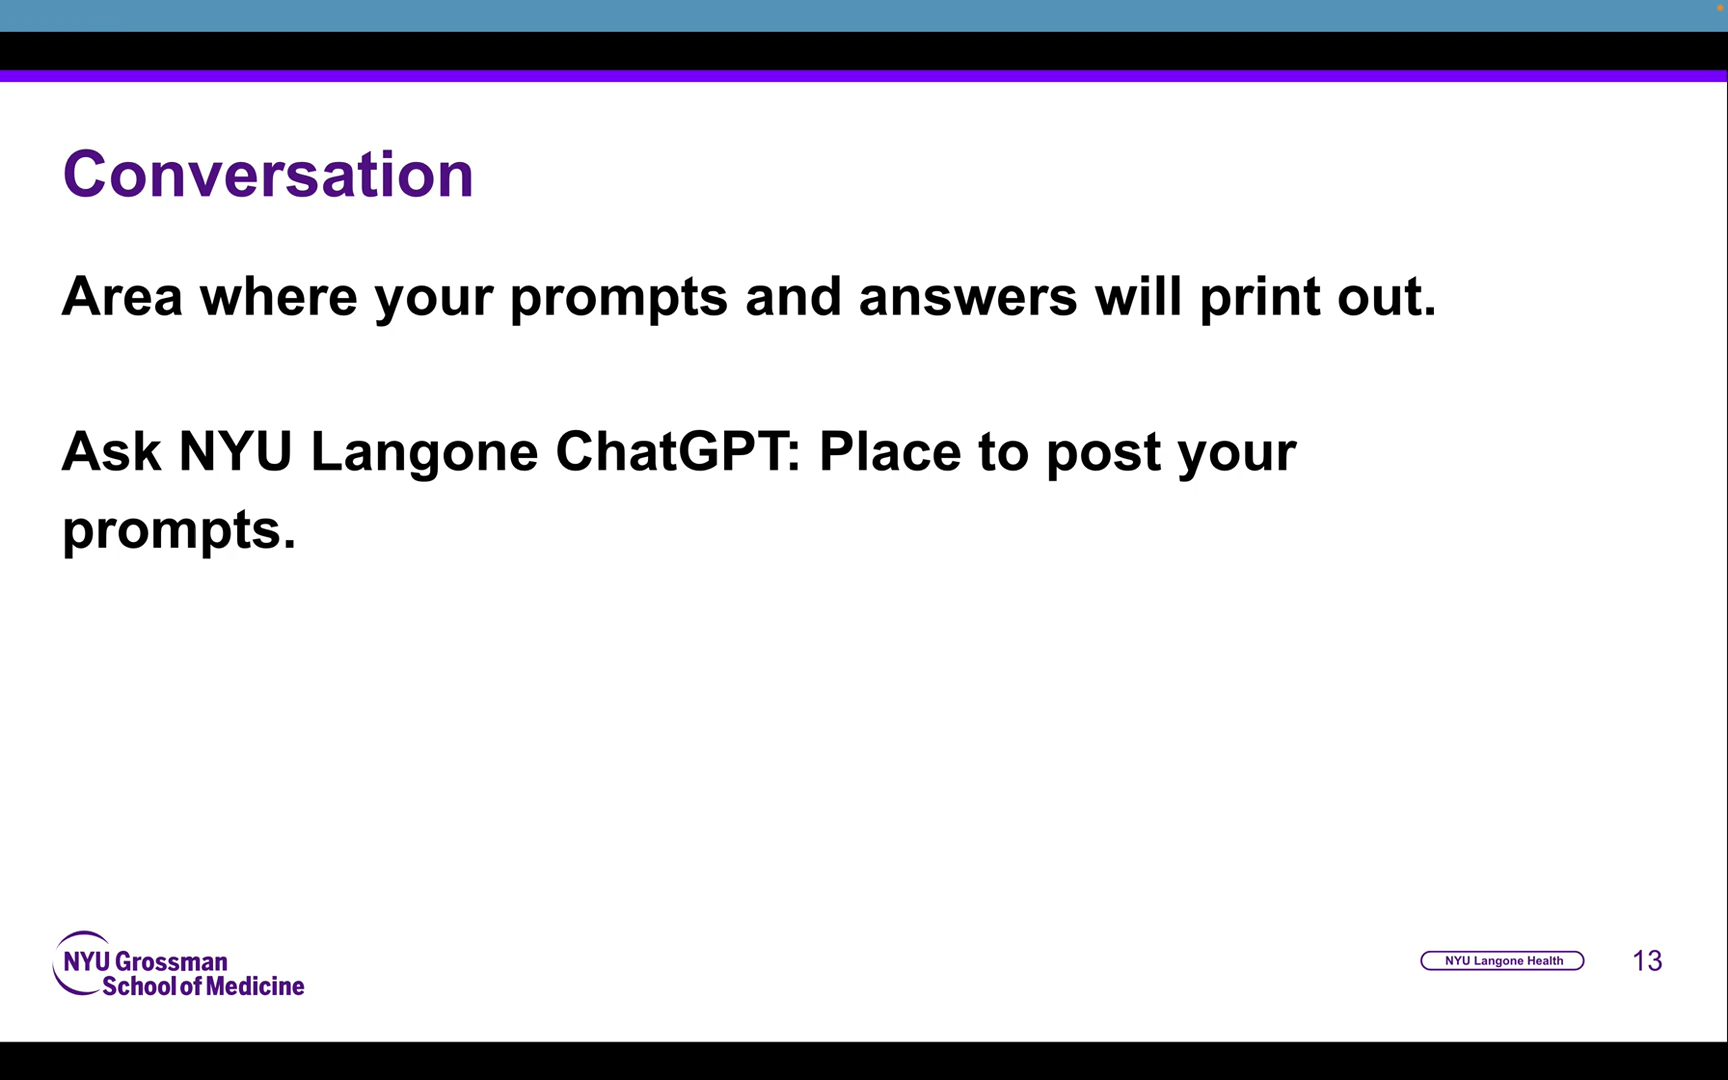 Conversation
Area where your prompts and answers will print out.
Ask NYU Langone ChatGPT: Place to post your
prompts.
NYU Grossman
School of Medicine
NYU Langone Health
13